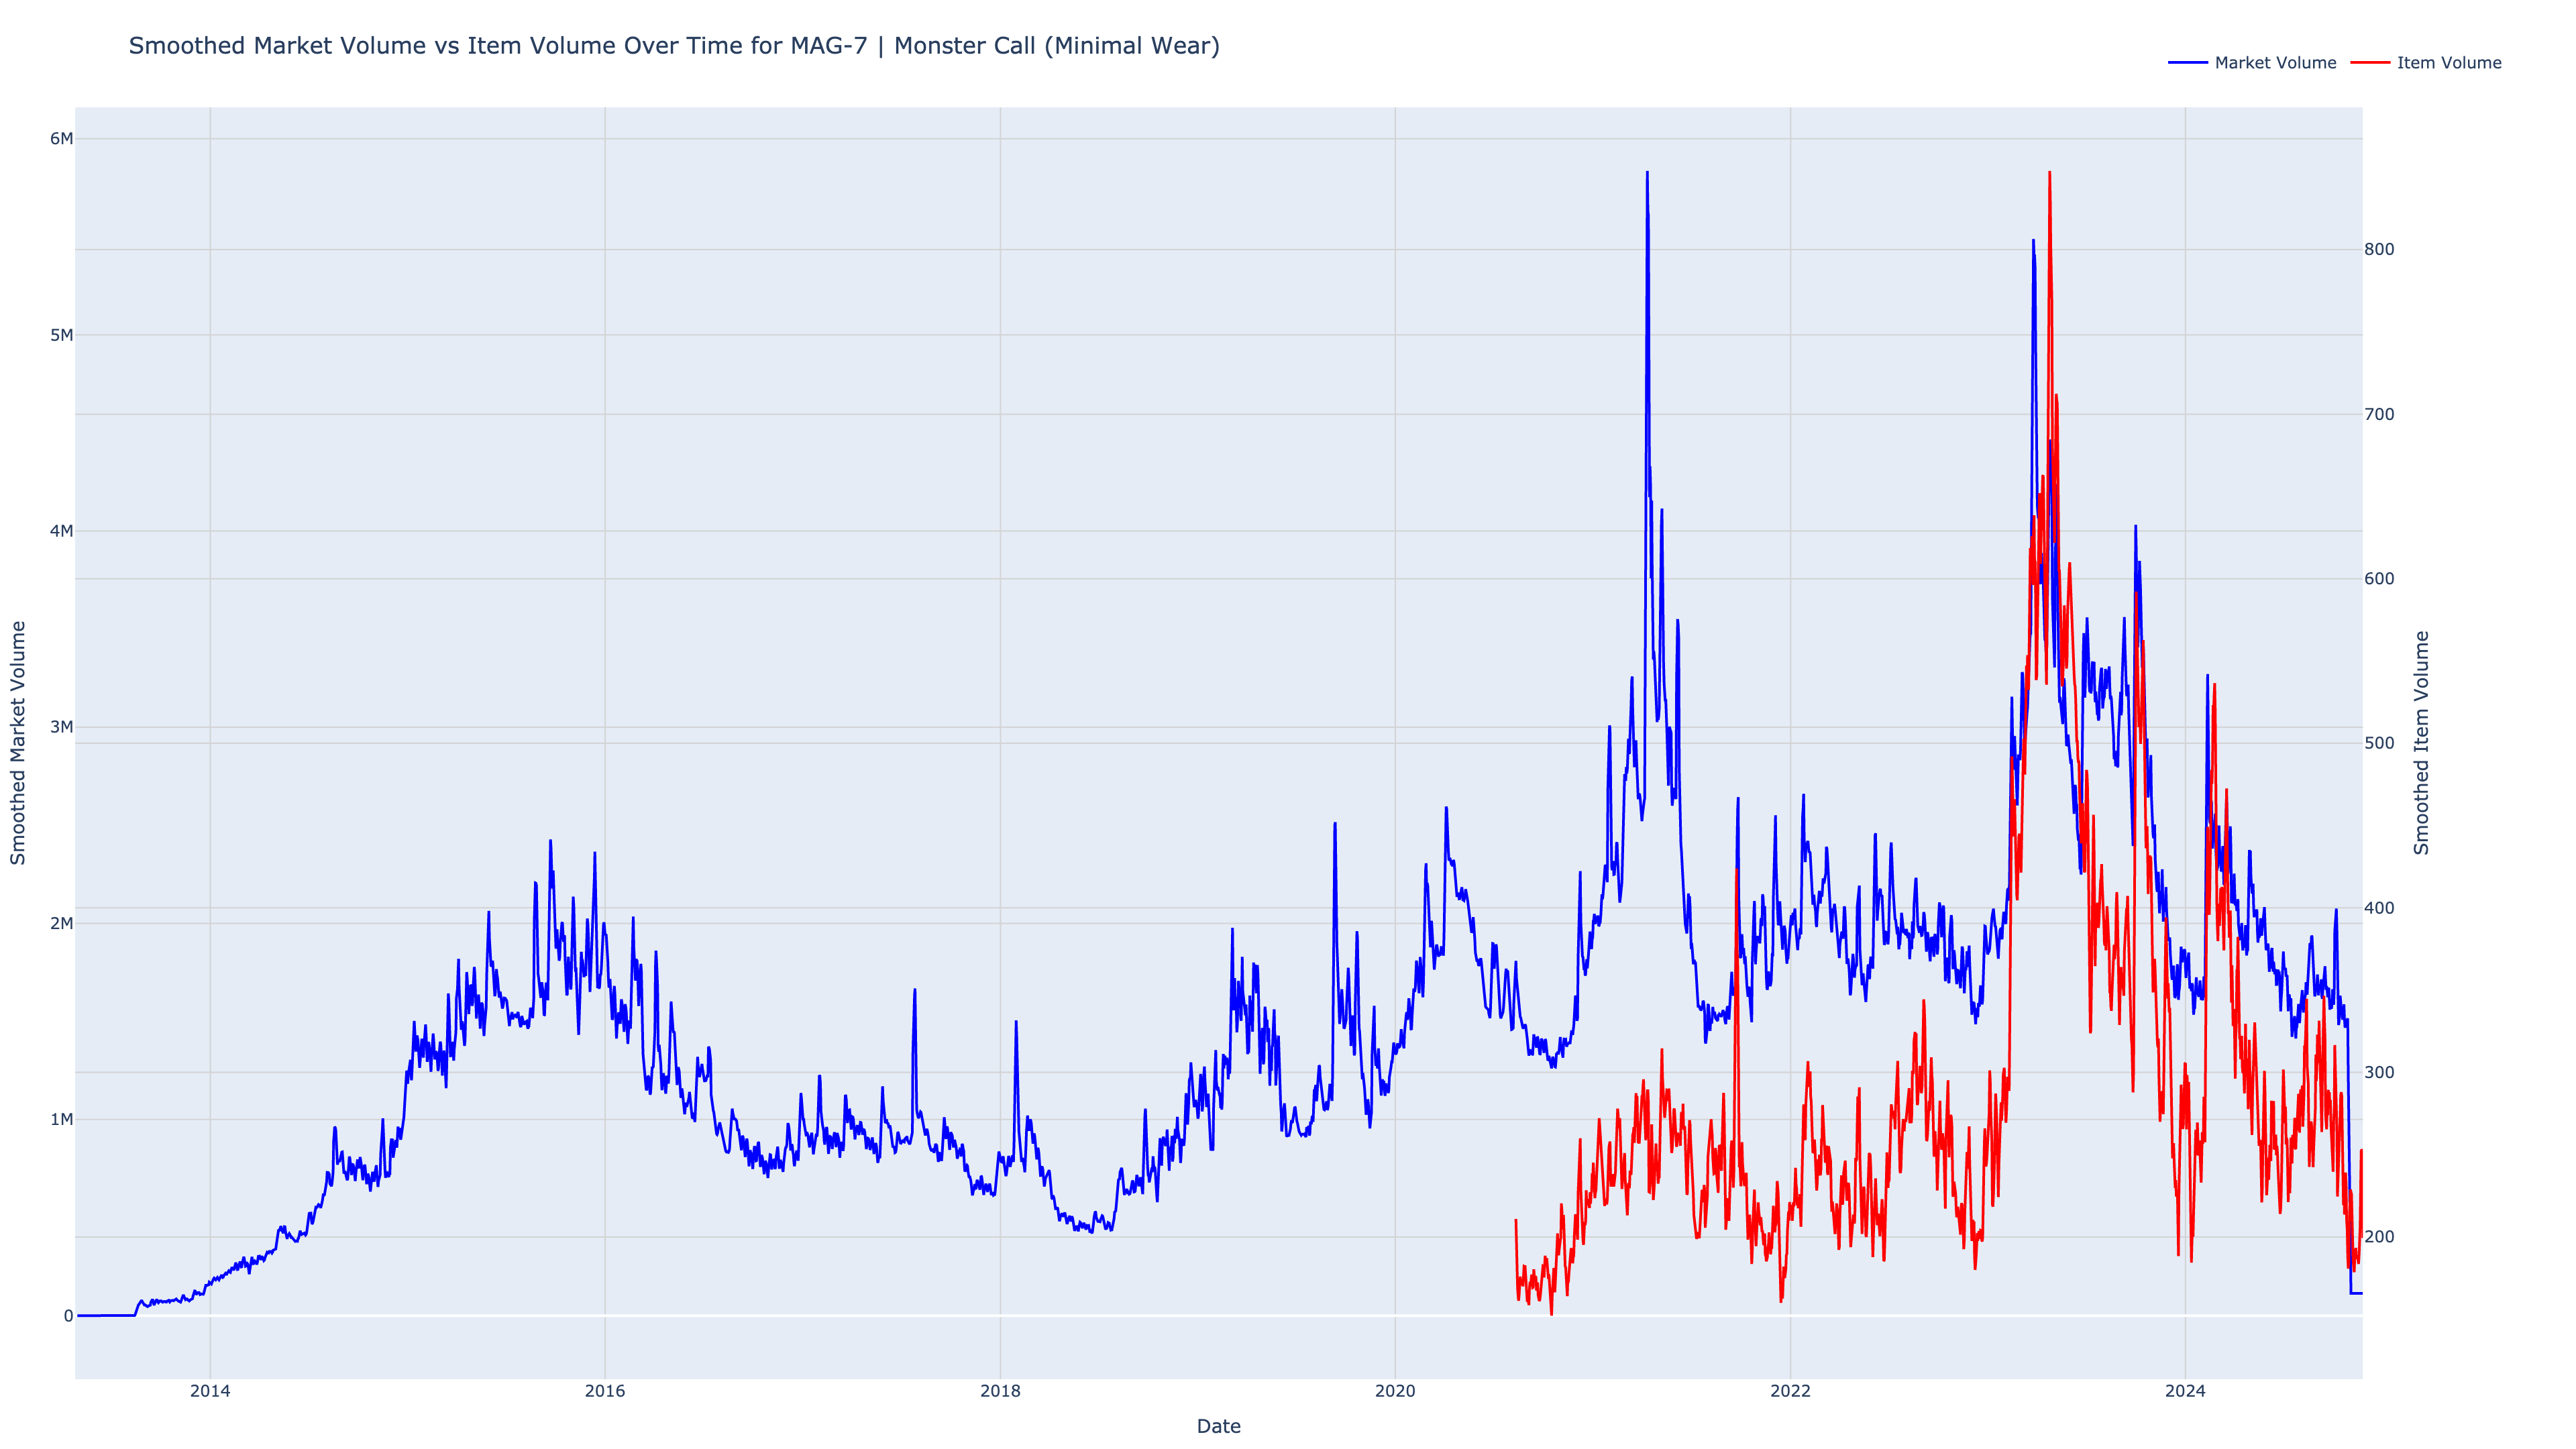 Smoothed Market Volume vs Item Volume Over Time for MAG-7 | Monster Call (Minimal Wear)
Market Volume
Item Volume
6M
5M
4M
3M
2M
1M
0
Smoothed Market Volume
800
700
600
500
400
300
200
Smoothed Item Volume
2014
2016
2018
2020
2022
2024
Date